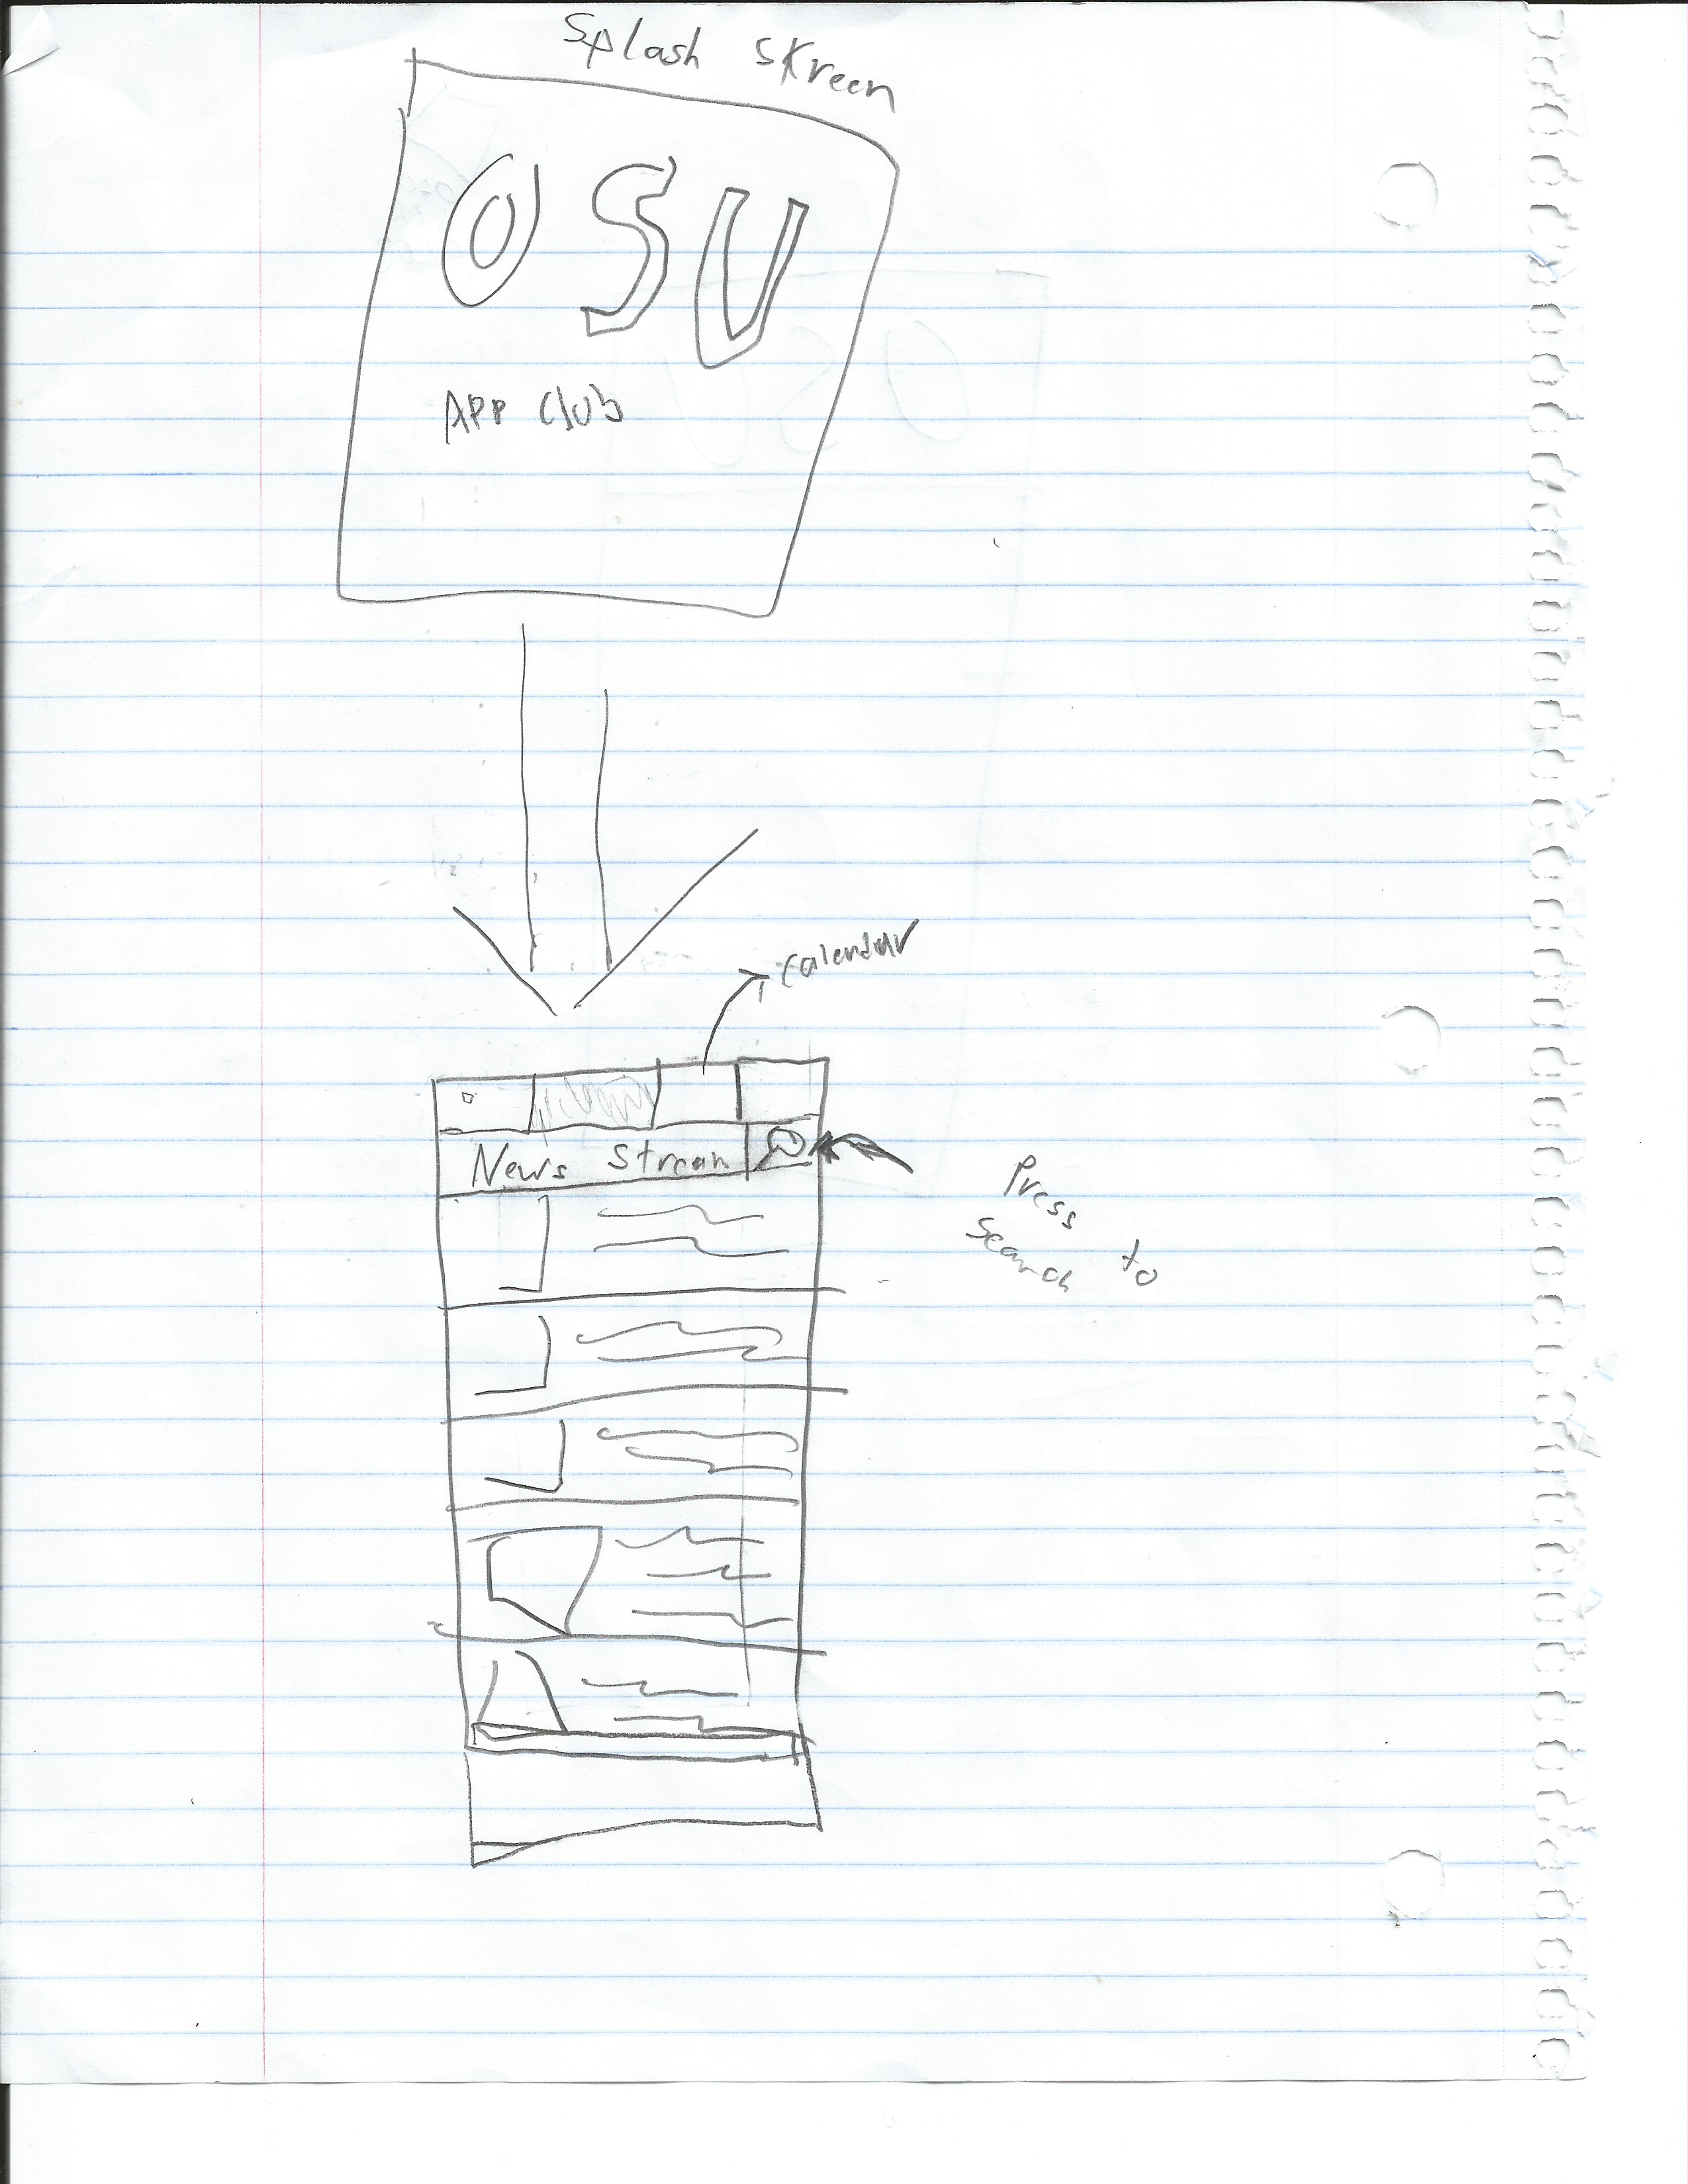 Splash Skreen
OSU
App Club
calendar
News Stream
Press
Search to